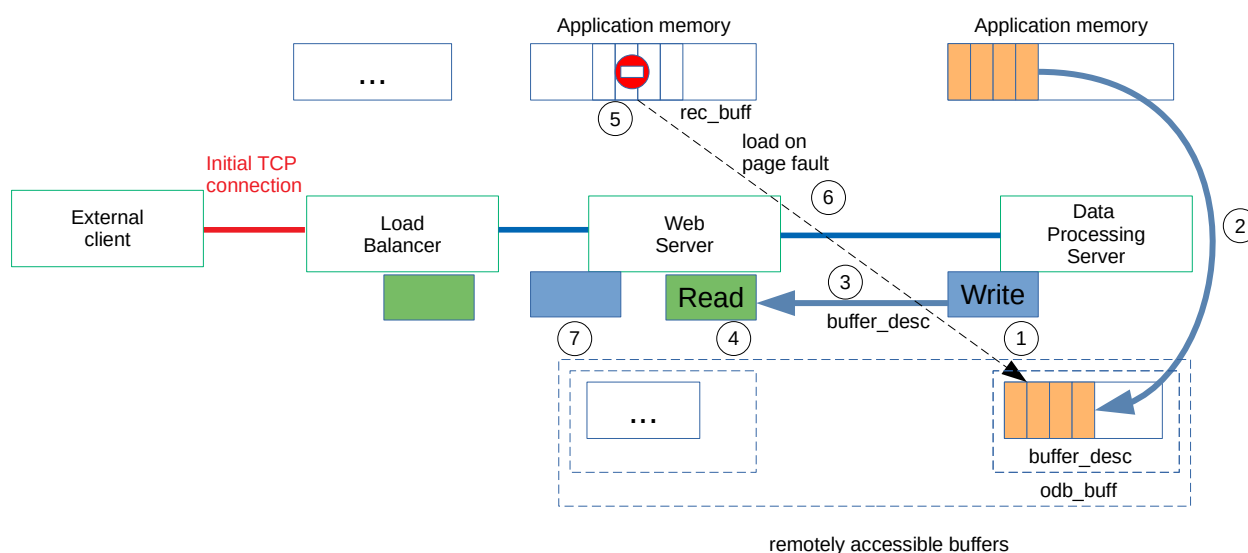 Application memory
Application memory
...
rec_buff
5
load on
page fault
Initial TCP
connection
6
External
client
Load
Balancer
Web
Server
Data
Processing
Server
2
3
Read
Write
buffer_desc
7
4
1
...
buffer_desc
odb_buff
remotely accessible buffers